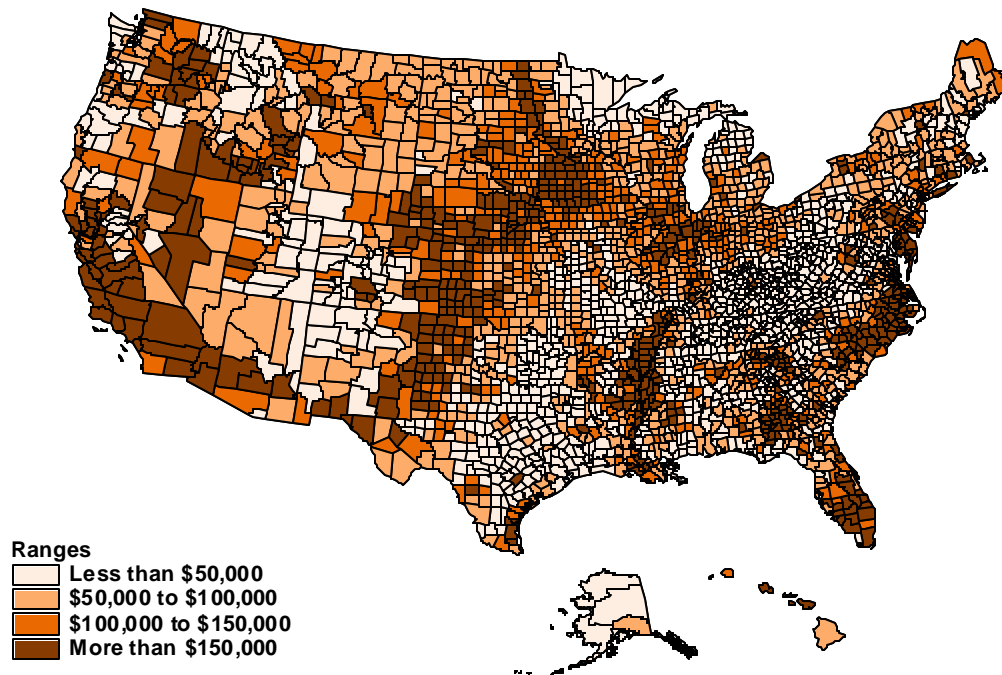 Ranges
Less than $50,000
$50,000 to $100,000
$100,000 to $150,000
More than $150,000